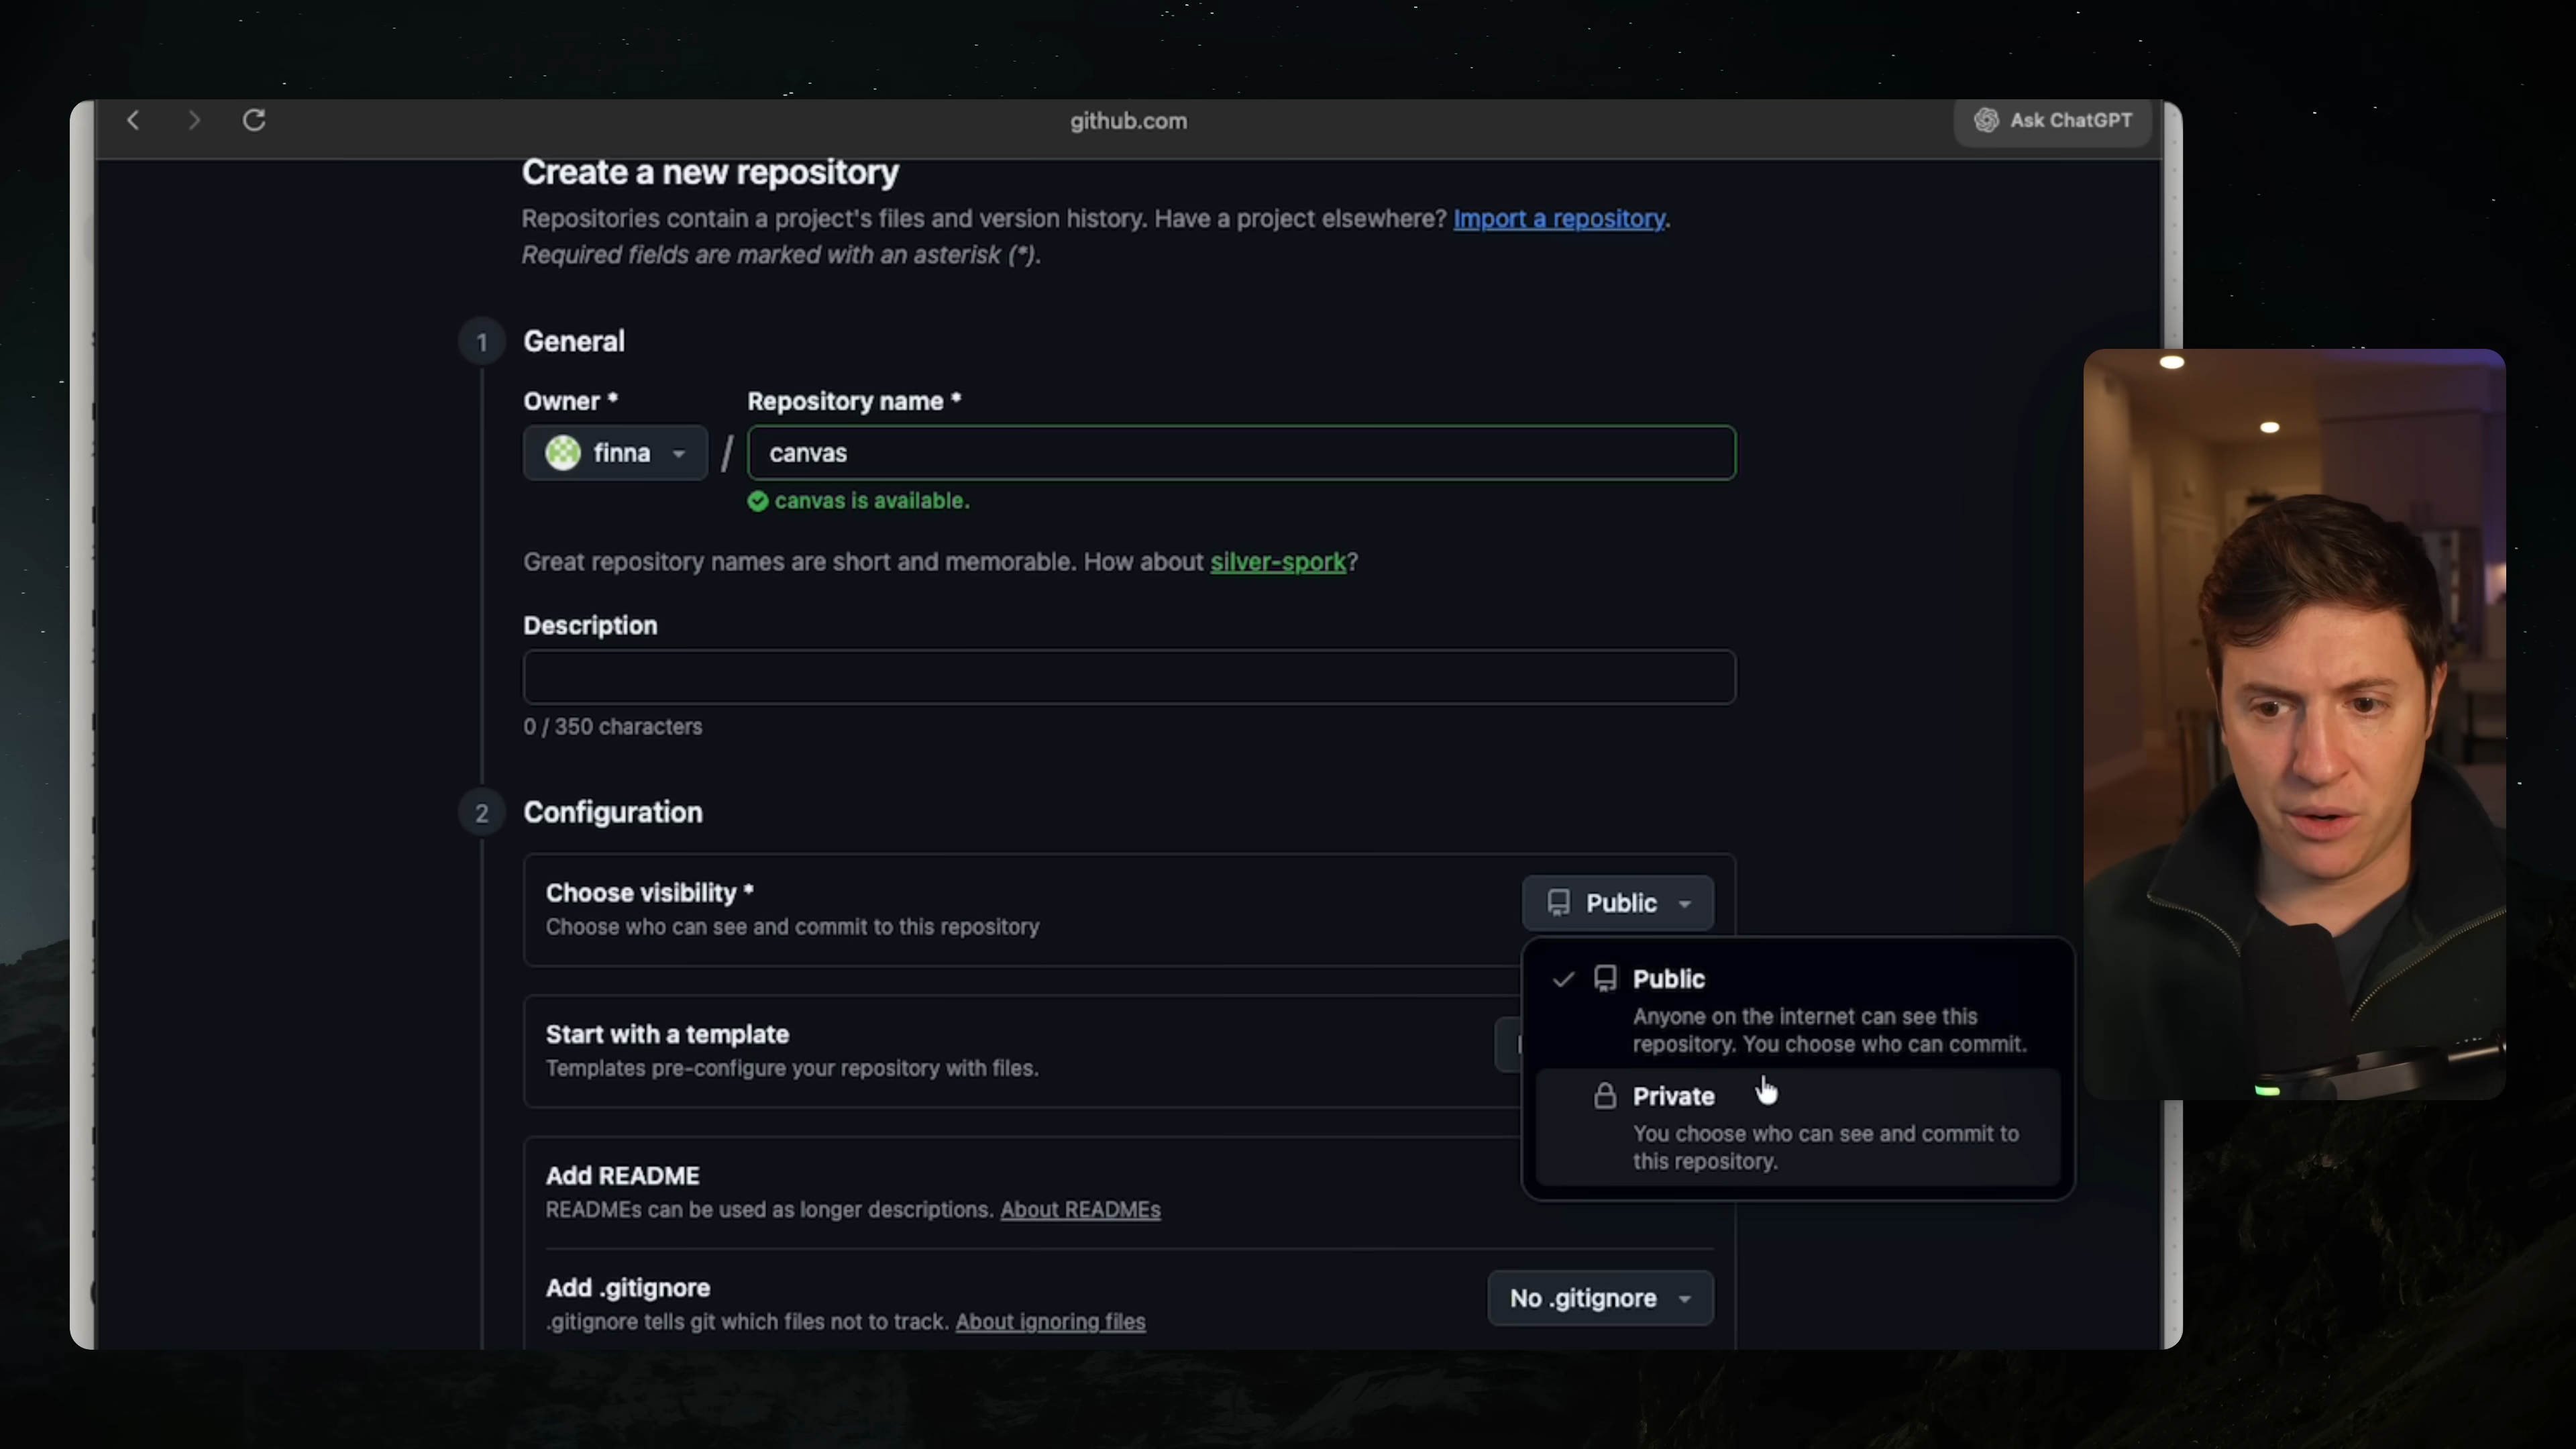 github.com
Ask ChatGPT
Create a new repository
Repositories contain a project's files and version history. Have a project elsewhere? Import a repository.
Required fields are marked with an asterisk (*).
1 General
Owner * Repository name *
finna / canvas
canvas is available.
Great repository names are short and memorable. How about silver-spork?
Description
0 / 350 characters
2 Configuration
Choose visibility *
Choose who can see and commit to this repository
Public
Public
Anyone on the internet can see this
repository. You choose who can commit.
Private
You choose who can see and commit to
this repository.
Start with a template
Templates pre-configure your repository with files.
Add README
READMEs can be used as longer descriptions. About READMEs
Add .gitignore
.gitignore tells git which files not to track. About ignoring files
No .gitignore